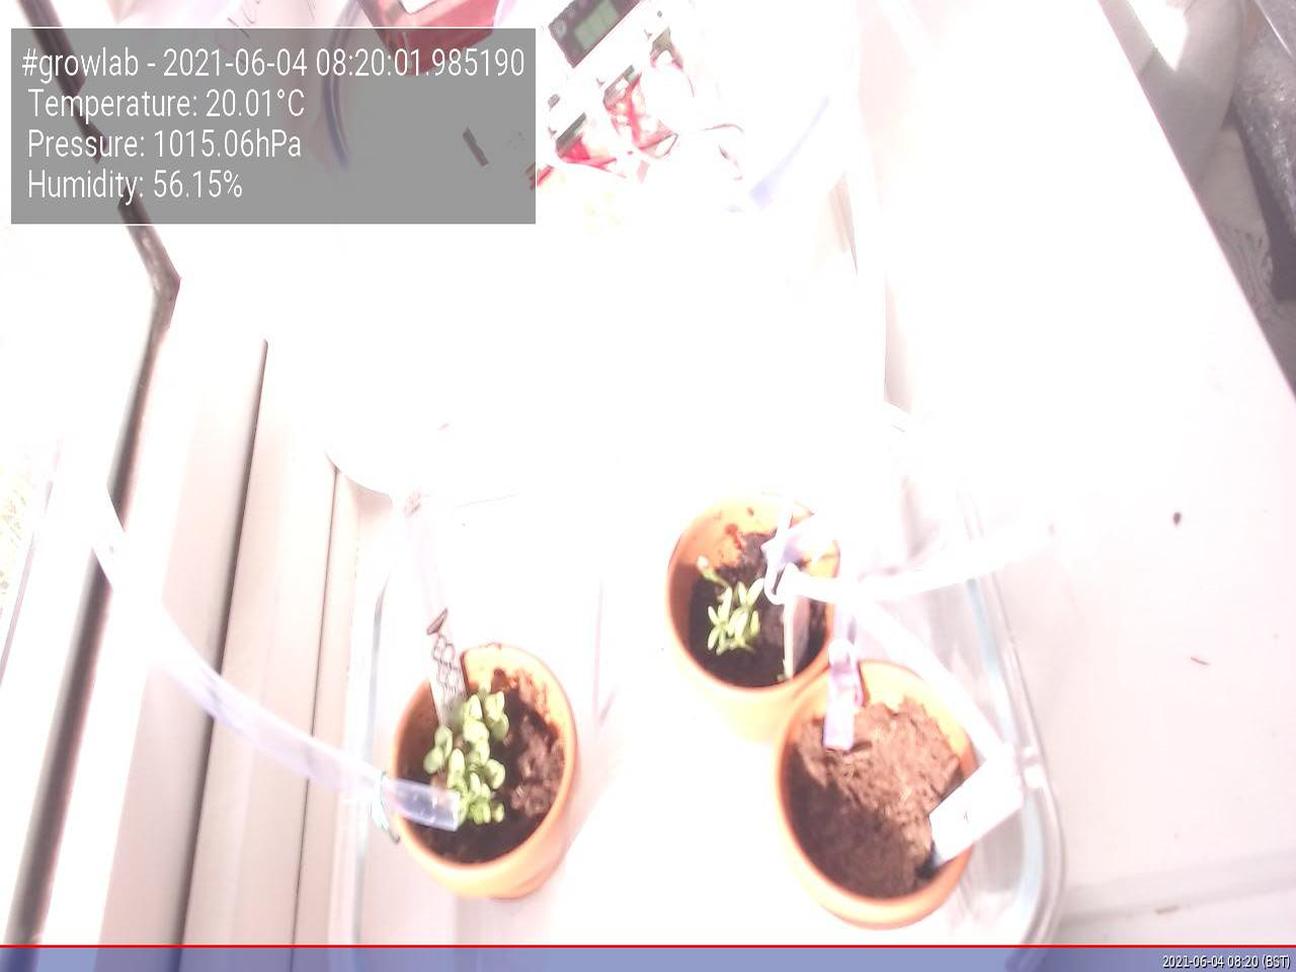 #growlab - 2021-06-04 08:20:01.985190
Temperature: 20.01°C
Pressure: 1015.06hPa
Humidity: 56.15%
2021-06-04 08:20 (BST)